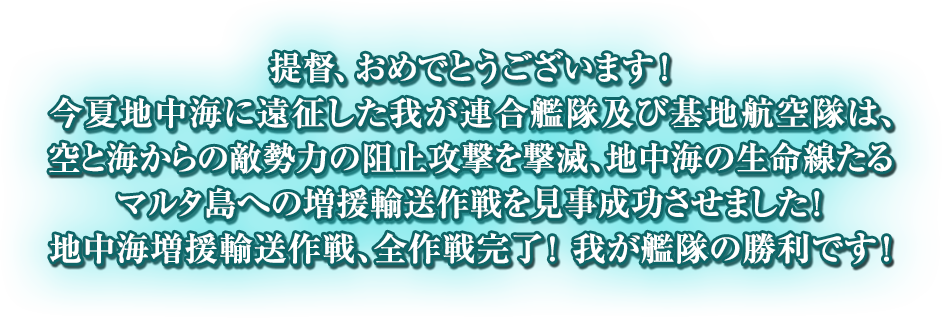 提督、おめでとうございます！
今夏地中海に遠征した我が連合艦隊及び基地航空隊は、
空と海からの敵勢力の阻止攻撃を撃滅、地中海の生命線たる
マルタ島への増援輸送作戦を見事成功させました！
地中海増援輸送作戦、全作戦完了！ 我が艦隊の勝利です！